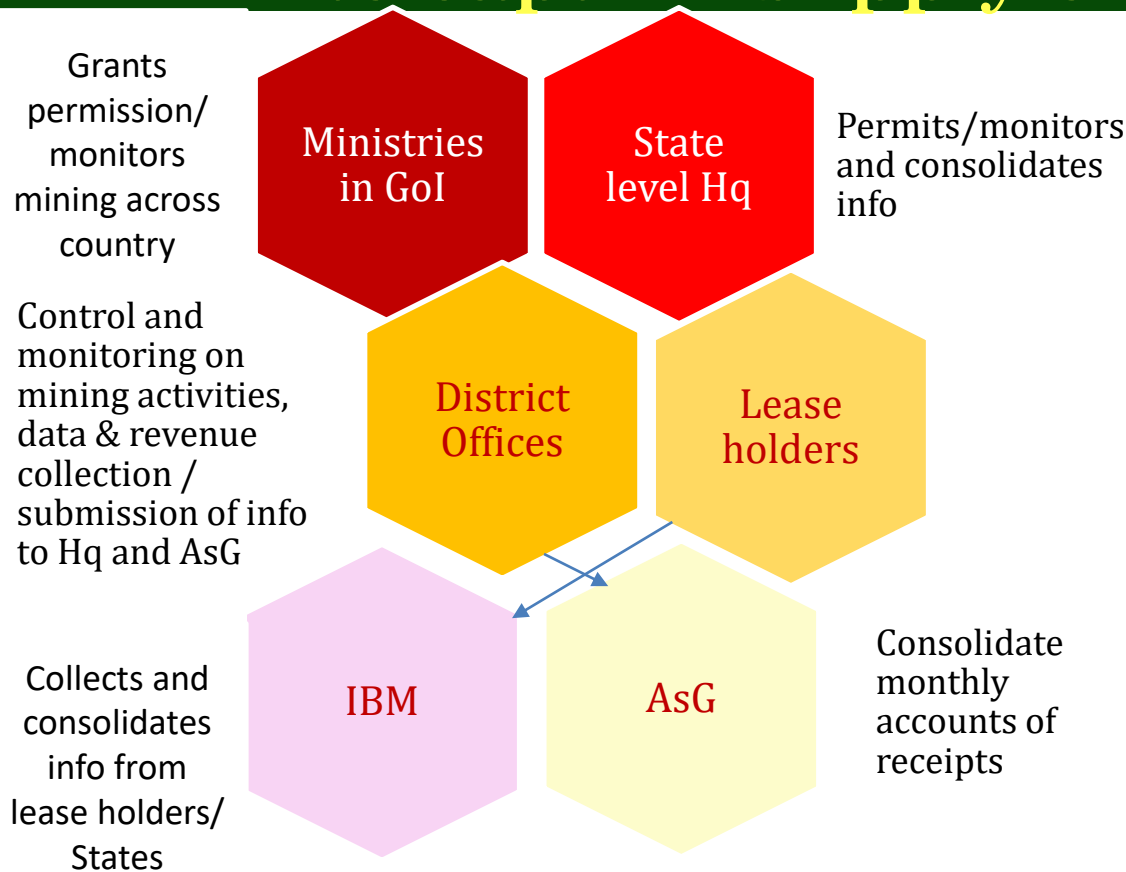 Grants
permission/
monitors
mining across
country
Ministries
in GoI
State
level Hq
Permits/monitors
and consolidates
info
Control and
monitoring on
mining activities,
data & revenue
collection /
submission of info
to Hq and AsG
District
Offices
Lease
holders
Collects and
consolidates
info from
lease holders/
States
IBM
AsG
Consolidate
monthly
accounts of
receipts